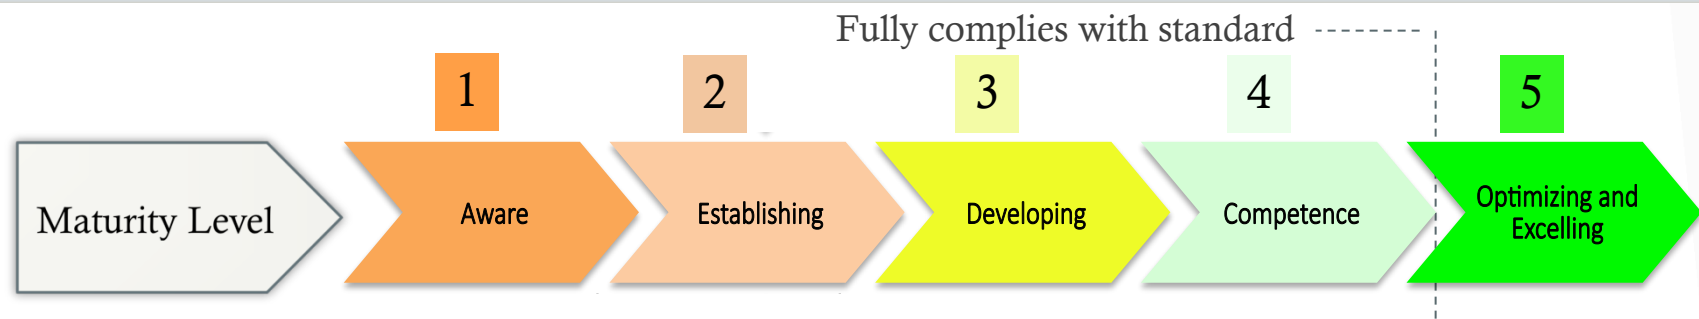 Fully complies with standard
1
2
3
4
5
Maturity Level
Aware
Establishing
Developing
Competence
Optimizing and
Excelling